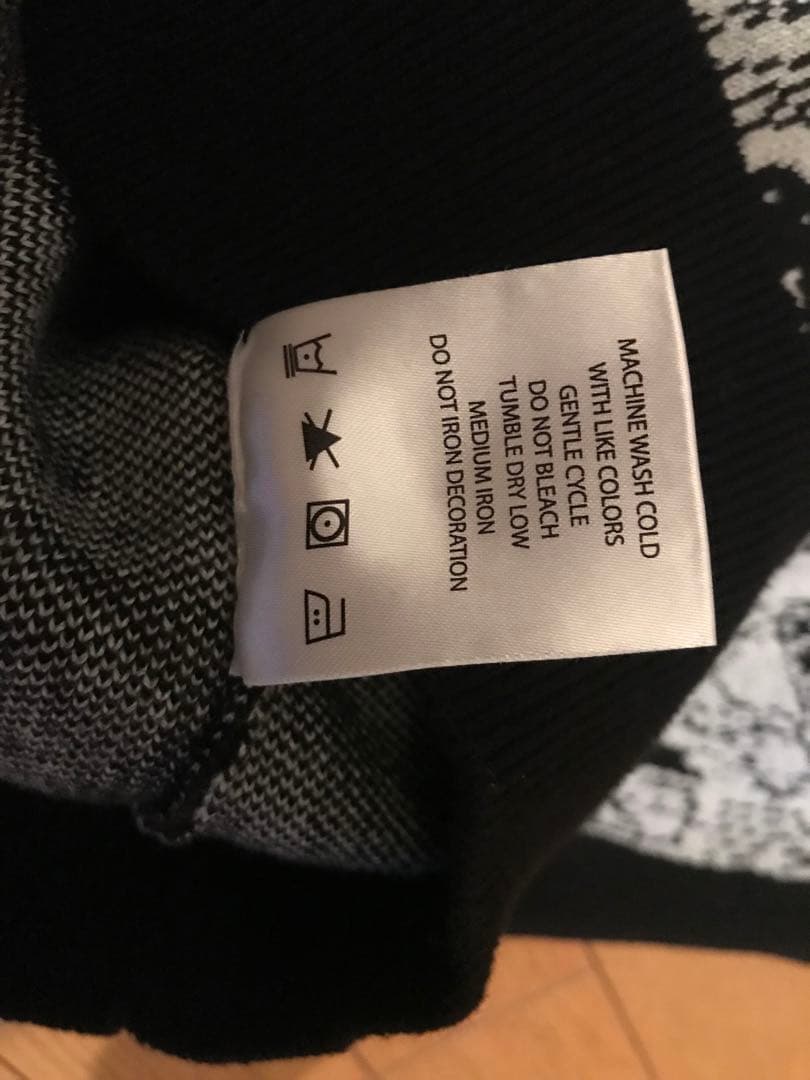 MACHINE WASH COLD
WITH LIKE COLORS
GENTLE CYCLE
DO NOT BLEACH
TUMBLE DRY LOW
MEDIUM IRON
DO NOT IRON DECORATION